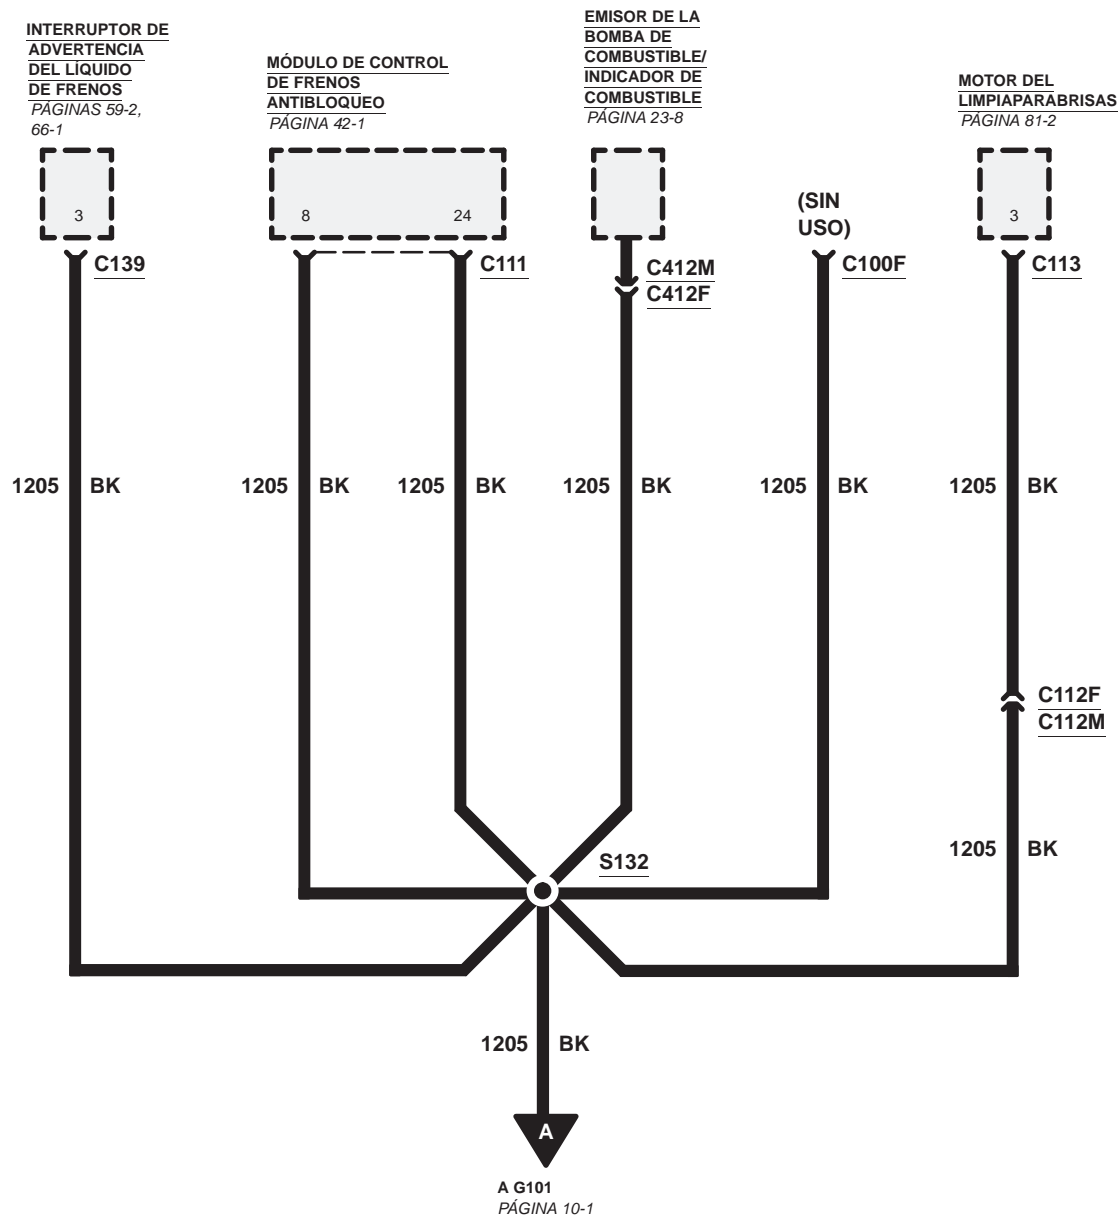 INTERRUPTOR DE
ADVERTENCIA
DEL LÍQUIDO
DE FRENOS
PÁGINAS 59-2,
66-1
MÓDULO DE CONTROL
DE FRENOS
ANTIBLOQUEO
PÁGINA 42-1
EMISOR DE LA
BOMBA DE
COMBUSTIBLE/
INDICADOR DE
COMBUSTIBLE
PÁGINA 23-8
MOTOR DEL
LIMPIAPARABRISAS
PÁGINA 81-2
(SIN
USO)
3
8
24
3
C139
C111
C412M
C412F
C100F
C113
1205 BK
1205 BK
1205 BK
1205 BK
1205 BK
1205 BK
C112F
C112M
1205 BK
S132
1205 BK
A
A G101
PÁGINA 10-1